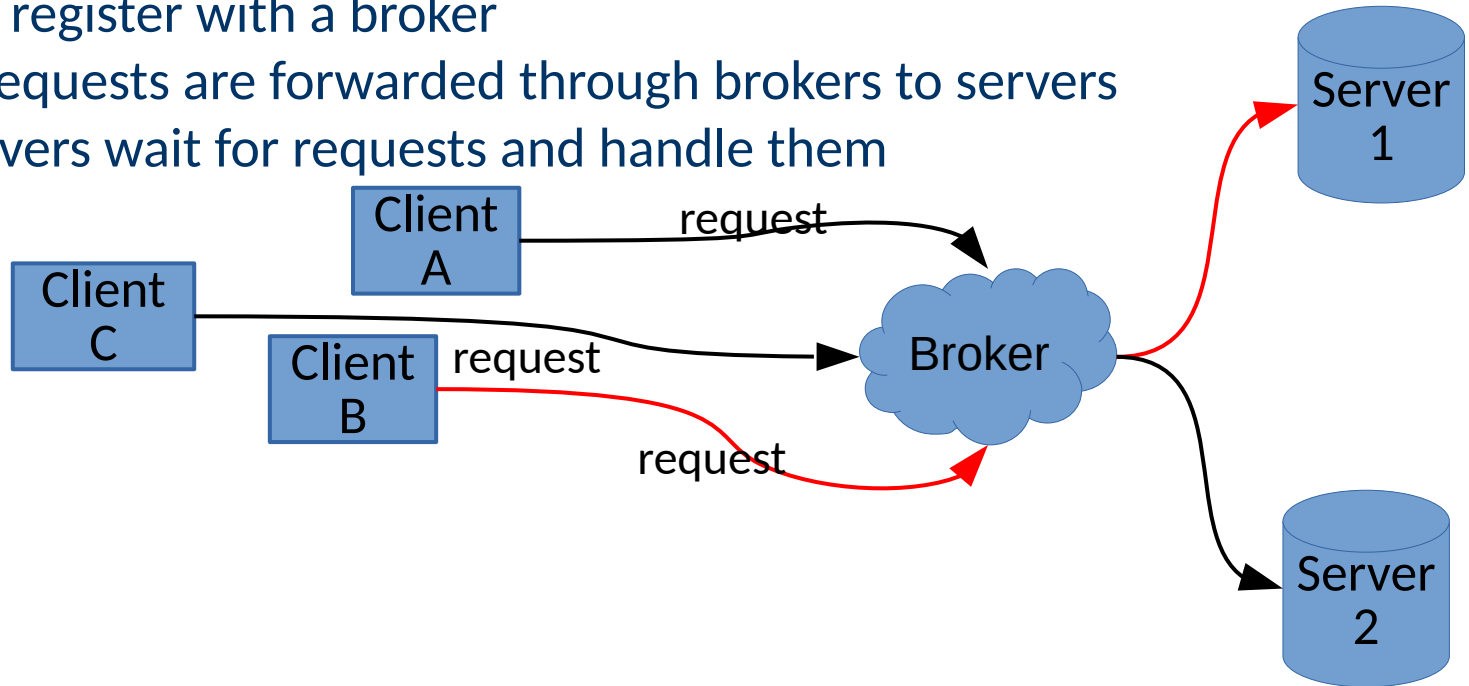 register with a broker
equests are forwarded through brokers to servers
vers wait for requests and handle them
Server
1
Client
A
request
Client
C
Client
B
request
Broker
request
Server
2